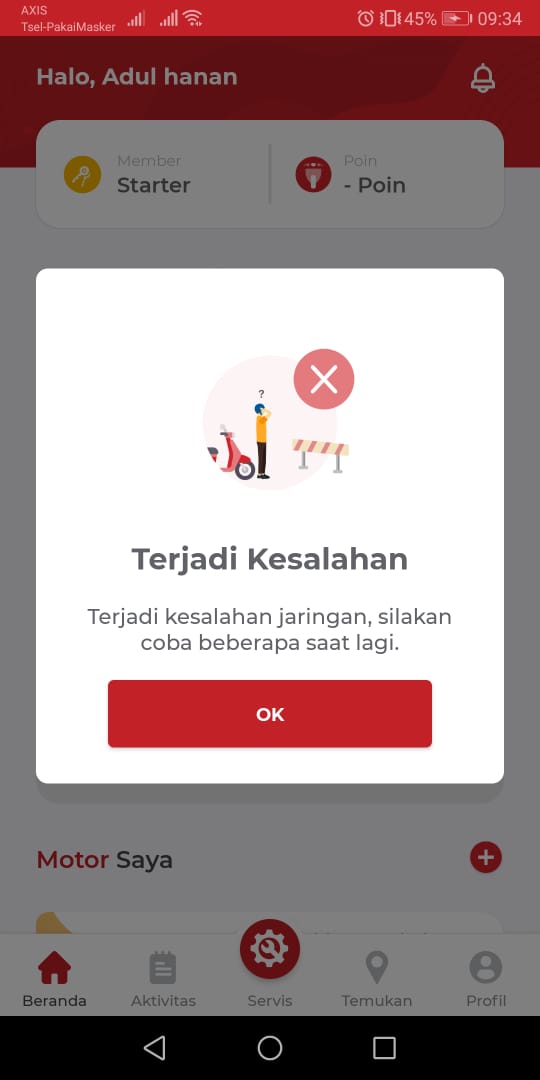 AXIS
Tsel-PakaiMasker
45%
09:34
Halo, Adul hanan
Member
Starter
Poin
- Poin
?
Terjadi Kesalahan
Terjadi kesalahan jaringan, silakan
coba beberapa saat lagi.
OK
Motor Saya
Beranda
Aktivitas
Servis
Temukan
Profil